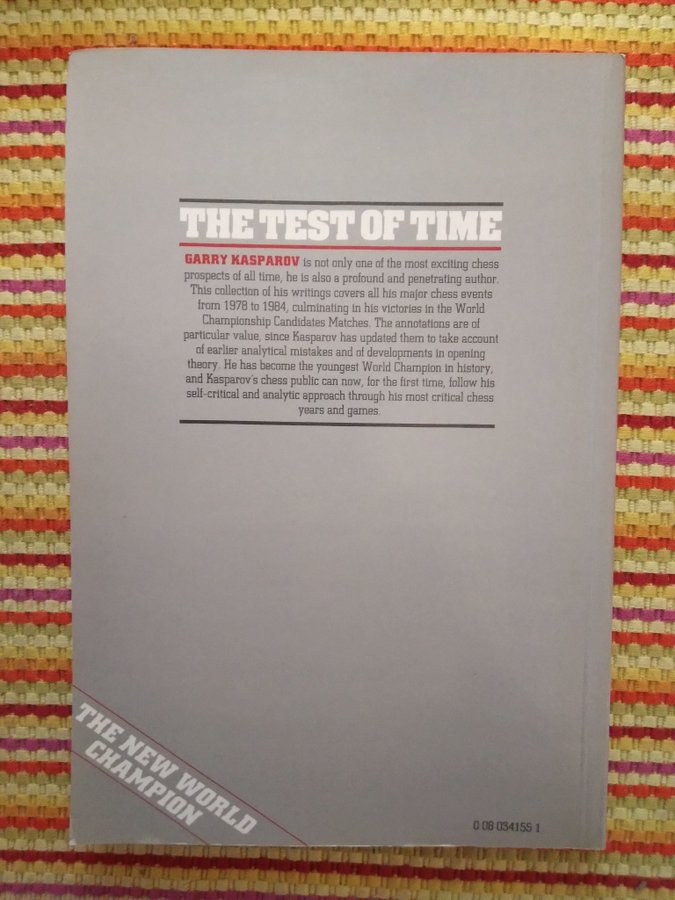 THE TEST OF TIME
GARRY KASPAROV is not only one of the most exciting chess
prospects of all time, he is also a profound and penetrating author.
This collection of his writings covers all his major chess events
from 1978 to 1984, culminating in his victories in the World
Championship Candidates Matches. The annotations are of
particular value, since Kasparov has updated them to take account
of earlier analytical mistakes and of developments in opening
theory. He has become the youngest World Champion in history,
and Kasparov's chess public can now, for the first time, follow his
self-critical and analytic approach through his most critical chess
years and games.
THE NEW WORLD
CHAMPION
0 08 034155 1